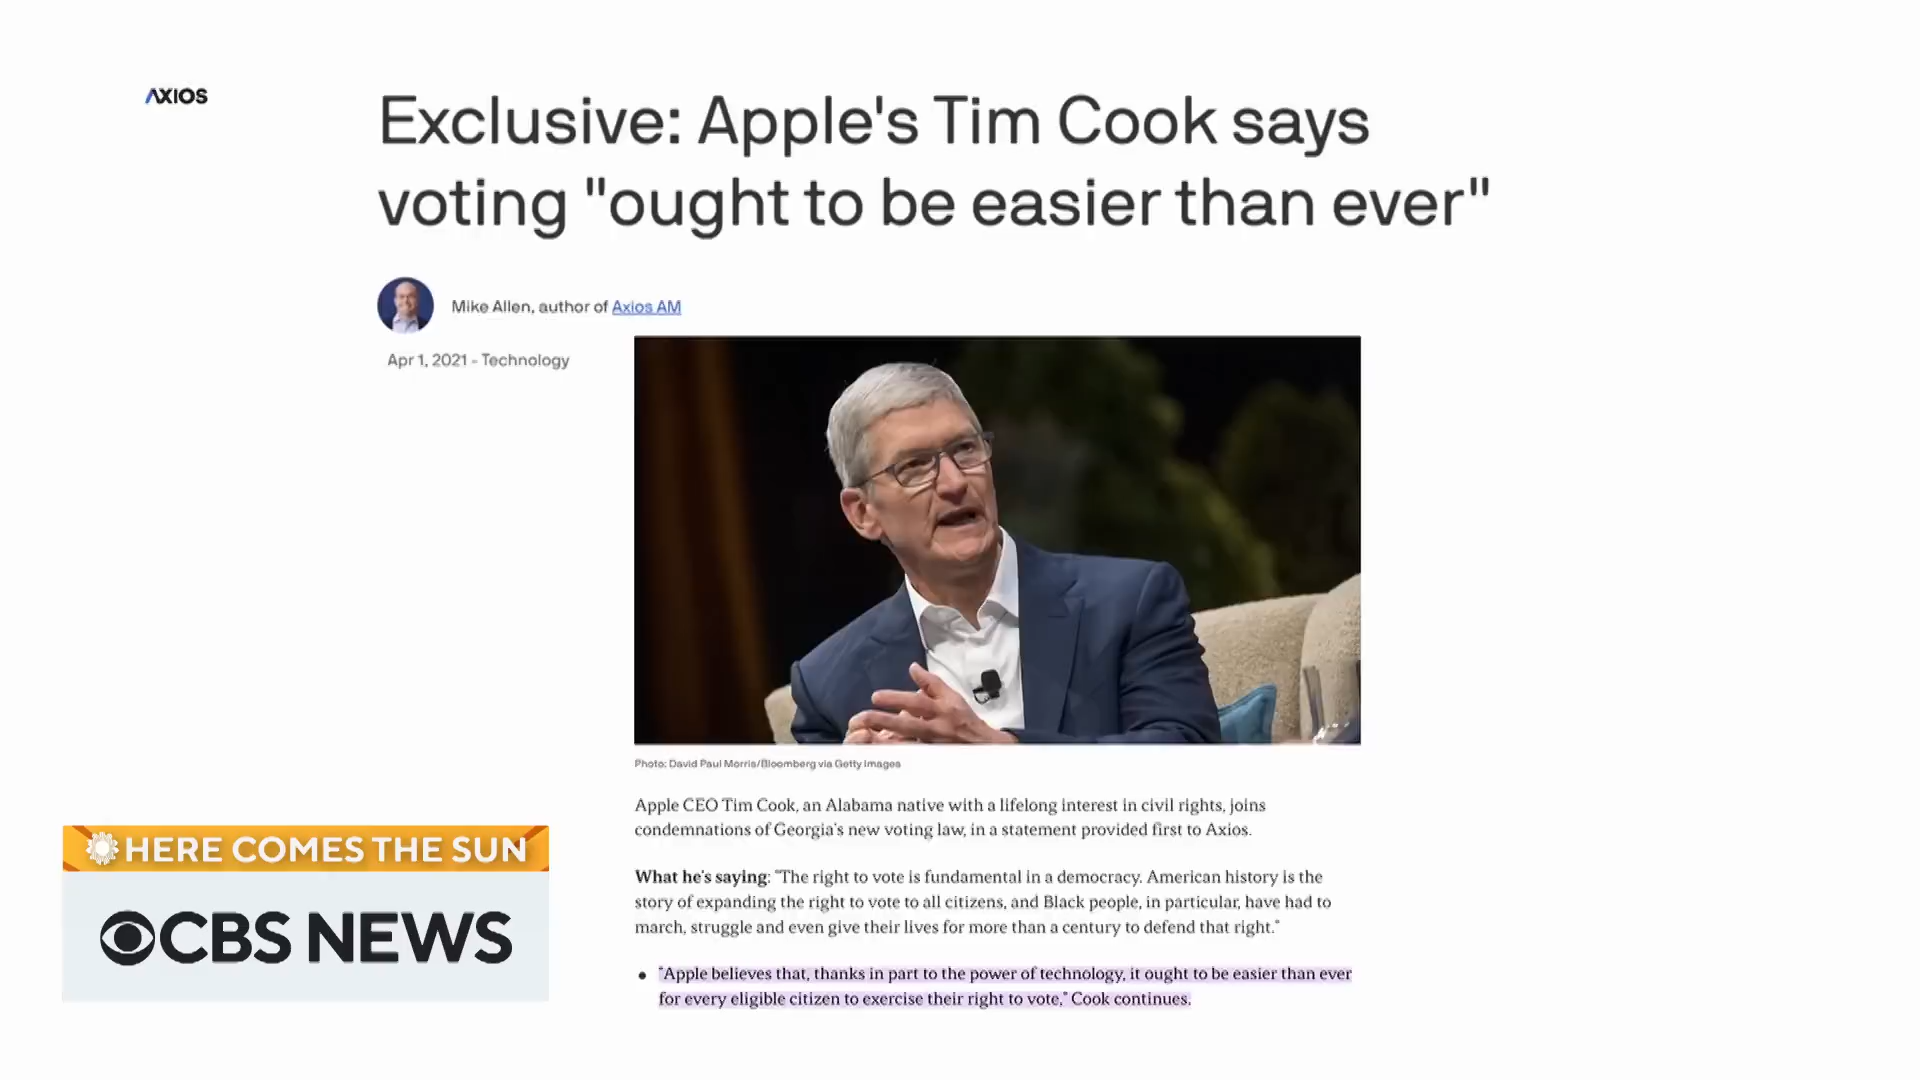 AXIOS
Exclusive: Apple's Tim Cook says
voting "ought to be easier than ever"
Mike Allen, author of Axios AM
Apr 1, 2021 - Technology
Photo: David Paul Morris/Bloomberg via Getty Images
Apple CEO Tim Cook, an Alabama native with a lifelong interest in civil rights, joins
condemnations of Georgia's new voting law, in a statement provided first to Axios.
What he's saying: "The right to vote is fundamental in a democracy. American history is the
story of expanding the right to vote to all citizens, and Black people, in particular, have had to
march, struggle and even give their lives for more than a century to defend that right."
• "Apple believes that, thanks in part to the power of technology, it ought to be easier than ever
for every eligible citizen to exercise their right to vote," Cook continues.
HERE COMES THE SUN
CBS NEWS